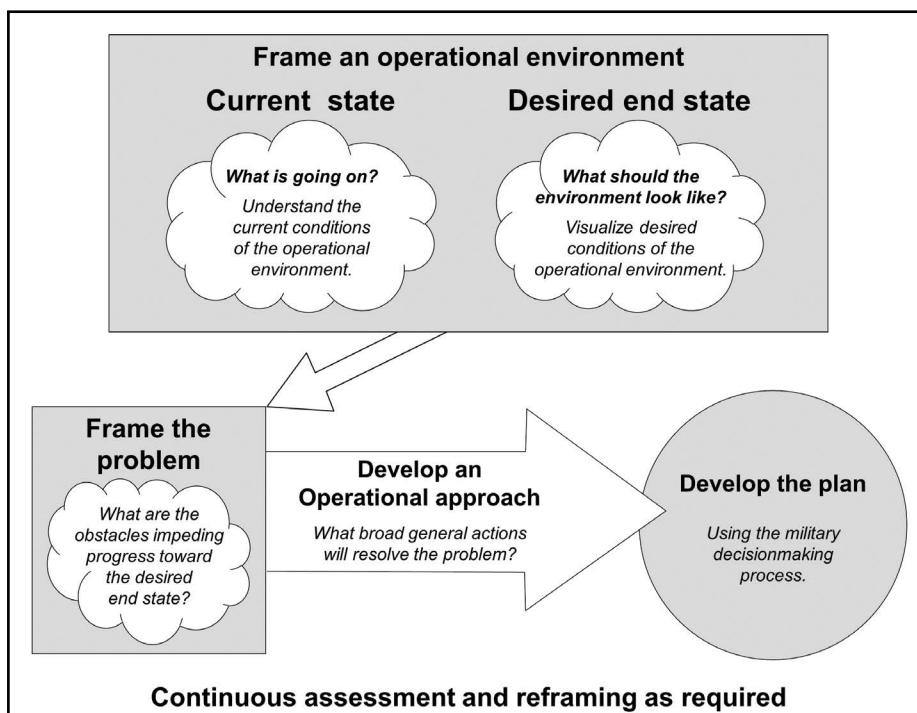 Frame an operational environment
Current state
What is going on?
Understand the
current conditions
of the operational
environment.
Desired end state
What should the
environment look like?
Visualize desired
conditions of the
operational environment.
Frame the
problem
What are the
obstacles impeding
progress toward
the desired
end state?
Develop an
Operational approach
What broad general actions
will resolve the problem?
Develop the plan
Using the military
decisionmaking
process.
Continuous assessment and reframing as required